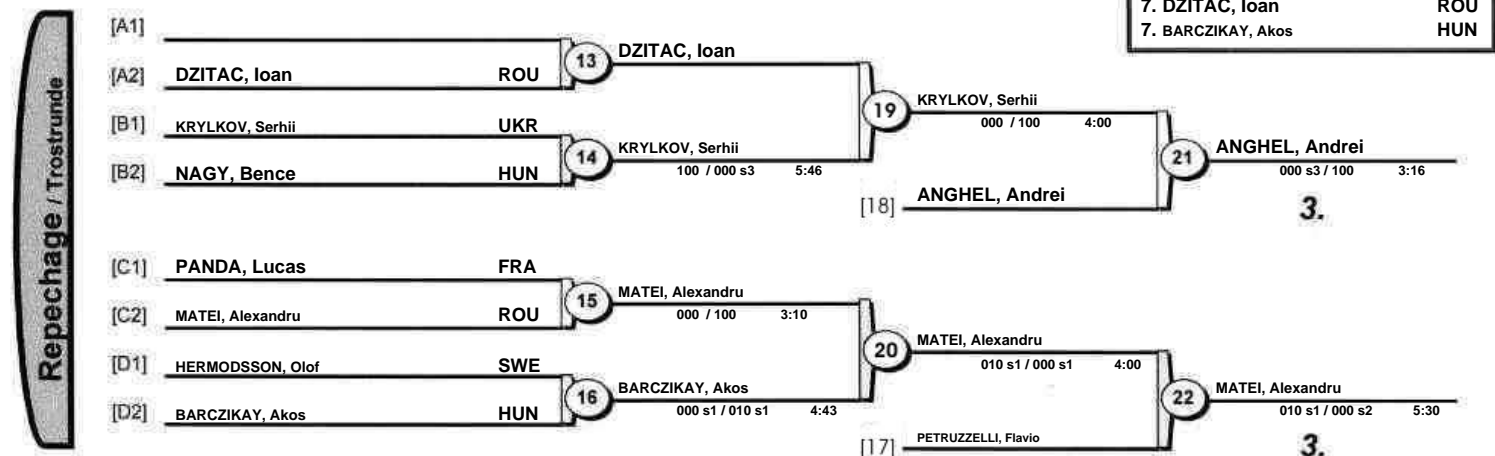 7. DZITAC, Ioan ROU
7. BARCZIKAY, Akos HUN
Repechage / Trostrunde
[A1]
[A2] DZITAC, Ioan ROU
13 DZITAC, Ioan
[B1] KRYLKOV, Serhii UKR
[B2] NAGY, Bence HUN
14 KRYLKOV, Serhii
100 / 000 s3 5:46
19 KRYLKOV, Serhii
000 / 100 4:00
[18] ANGHEL, Andrei
21 ANGHEL, Andrei
000 s3 / 100 3:16
3.
[C1] PANDA, Lucas FRA
[C2] MATEI, Alexandru ROU
15 MATEI, Alexandru
000 / 100 3:10
[D1] HERMODSSON, Olof SWE
[D2] BARCZIKAY, Akos HUN
16 BARCZIKAY, Akos
000 s1 / 010 s1 4:43
20 MATEI, Alexandru
010 s1 / 000 s1 4:00
[17] PETRUZZELLI, Flavio
22 MATEI, Alexandru
010 s1 / 000 s2 5:30
3.